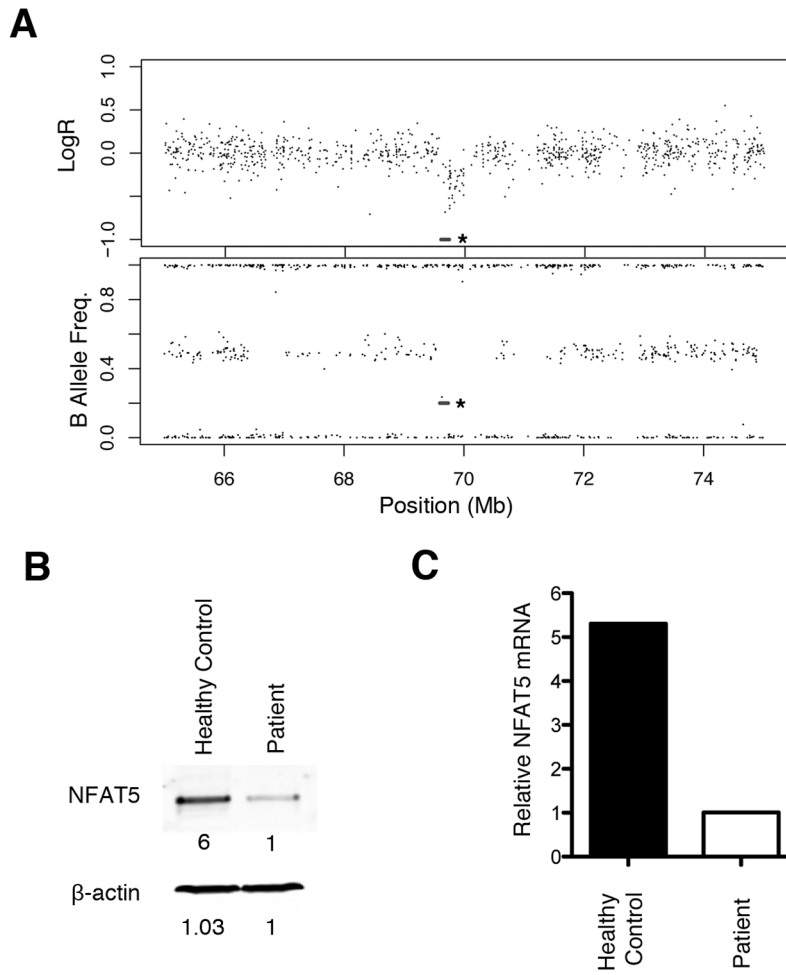 A
LogR
1.0
0.5
0.0
−1.0
*
B Allele Freq.
0.8
0.4
0.0
*
66 68 70 72 74
Position (Mb)
B
Healthy Control
Patient
NFAT5
6 1
β-actin
1.03 1
C
Relative NFAT5 mRNA
6
5
4
3
2
1
0
Healthy
Control
Patient